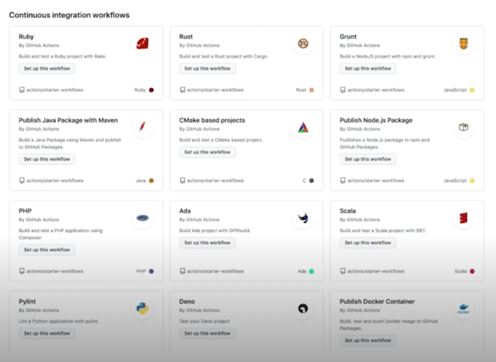 Continuous integration workflows
Ruby
By GitHub Actions
Build and test a Ruby project with Rake.
Set up this workflow
actions/starter-workflows
Ruby
Rust
By GitHub Actions
Build and test a Rust project with Cargo.
Set up this workflow
actions/starter-workflows
Rust
Grunt
By GitHub Actions
Build a NodeJS project with npm and grunt.
Set up this workflow
actions/starter-workflows
JavaScript
Publish Java Package with Maven
By GitHub Actions
Build a Java Package using Maven and publish
to GitHub Packages.
Set up this workflow
actions/starter-workflows
Java
CMake based projects
By GitHub Actions
Build and test a CMake based project.
Set up this workflow
actions/starter-workflows
C
Publish Node.js Package
By GitHub Actions
Publishes a Node.js package to npm and
GitHub Packages.
Set up this workflow
actions/starter-workflows
JavaScript
PHP
By GitHub Actions
Build and test a PHP application using
Composer
Set up this workflow
actions/starter-workflows
PHP
Ada
By GitHub Actions
Build Ada project with GPRbuild.
Set up this workflow
actions/starter-workflows
Ada
Scala
By GitHub Actions
Build and test a Scala project with SBT.
Set up this workflow
actions/starter-workflows
Scala
Pylint
By GitHub Actions
Lint a Python application with pylint.
Set up this workflow
Deno
By GitHub Actions
Test your Deno project
Set up this workflow
Publish Docker Container
By GitHub Actions
Build, test and push Docker image to GitHub
Packages.
Set up this workflow